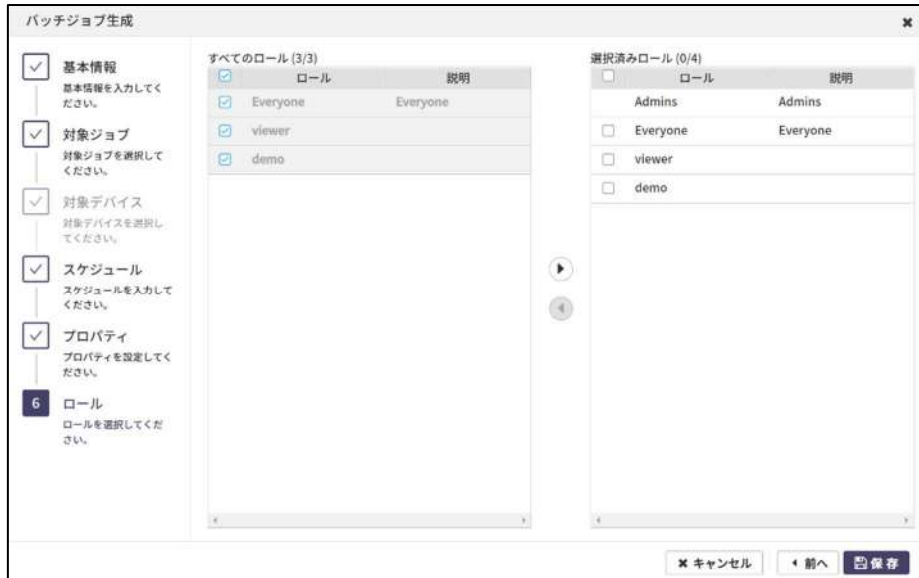 バッチジョブ生成
基本情報
基本情報を入力してく
ださい。
対象ジョブ
対象ジョブを選択して
ください。
対象デバイス
対象デバイスを選択し
てください。
スケジュール
スケジュールを入力して
ください。
プロパティ
プロパティを設定してく
ださい。
6 ロール
ロールを選択してくだ
さい。
すべてのロール (3/3)
ロール 説明
Everyone Everyone
viewer
demo
選択済みロール (0/4)
ロール 説明
Admins Admins
Everyone Everyone
viewer
demo
キャンセル 前へ 保存